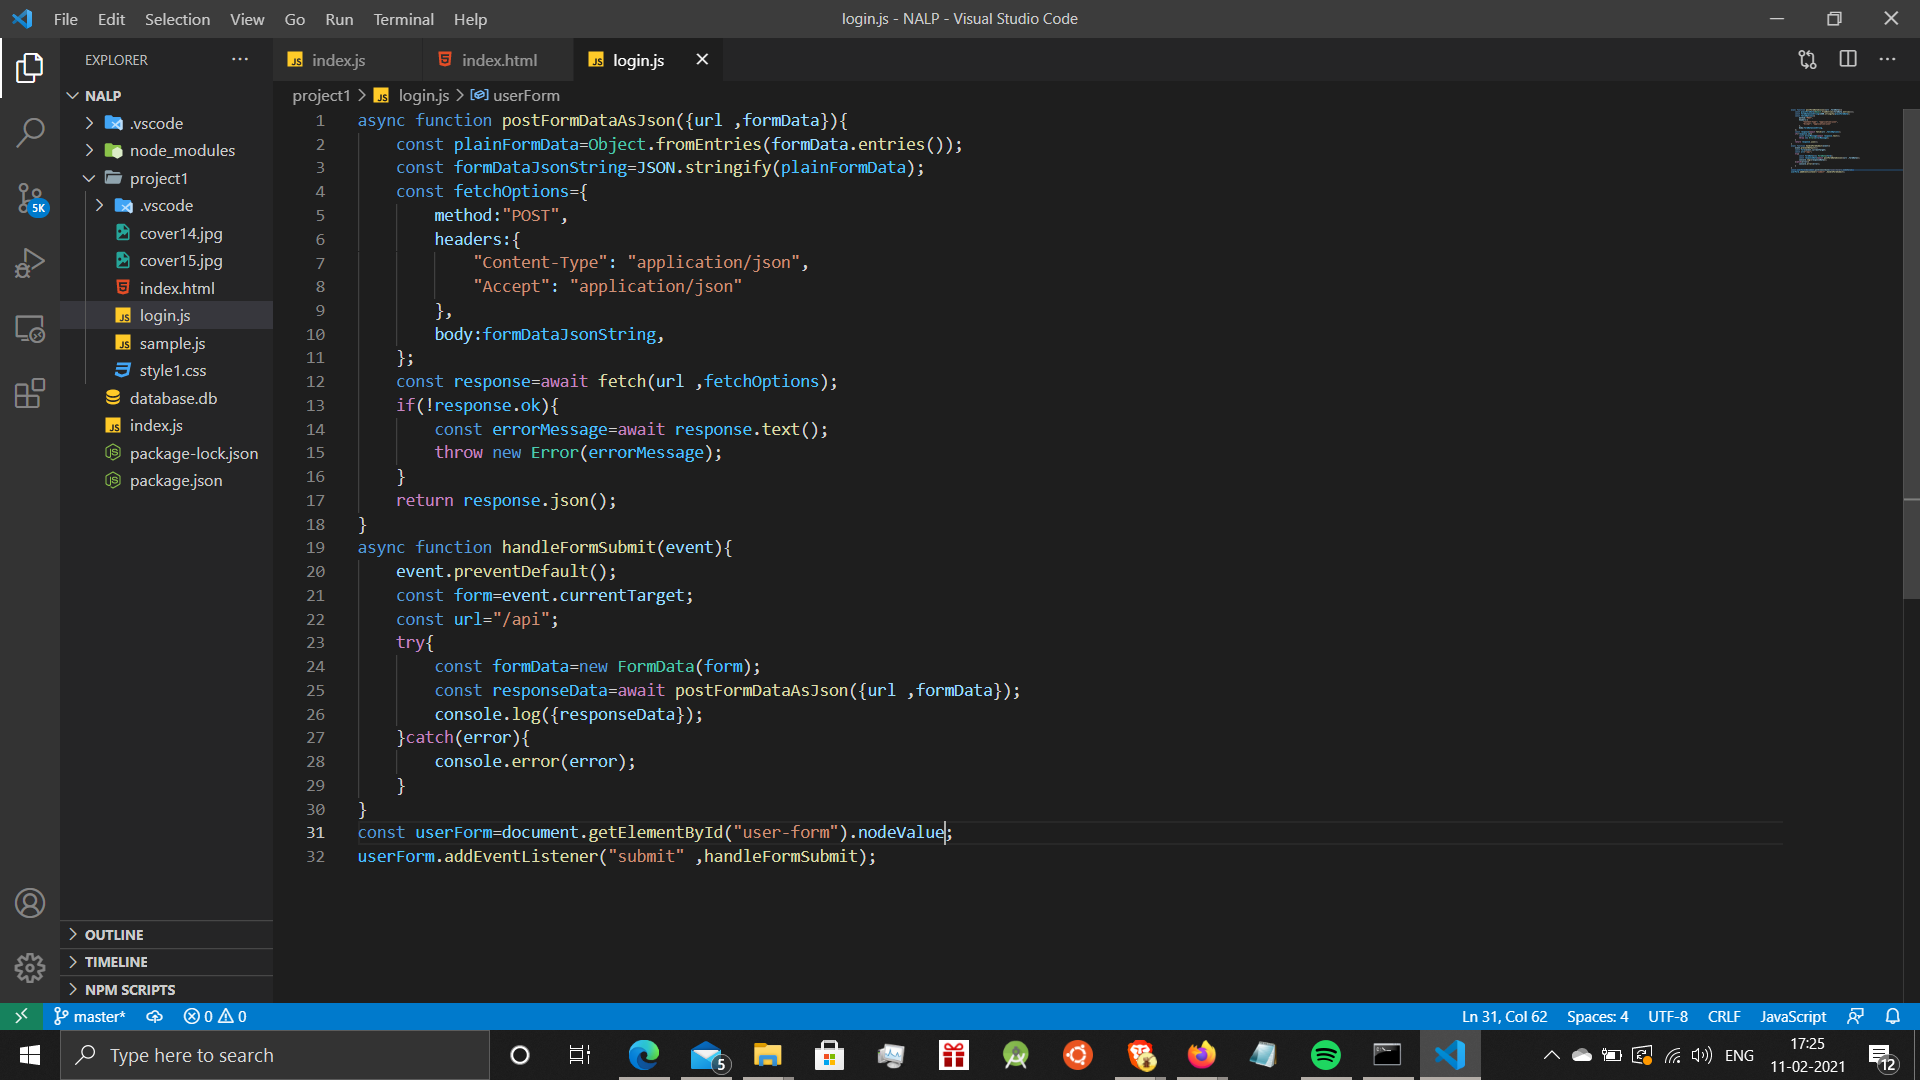 File Edit Selection View Go Run Terminal Help
login.js - NALP - Visual Studio Code
EXPLORER
index.js
index.html
login.js
NALP
.vscode
node_modules
project1
.vscode
cover14.jpg
cover15.jpg
index.html
login.js
sample.js
style1.css
database.db
index.js
package-lock.json
package.json
OUTLINE
TIMELINE
NPM SCRIPTS
5K
project1 > login.js > userForm
1 async function postFormDataAsJson({url ,formData}){
2 const plainFormData=Object.fromEntries(formData.entries());
3 const formDataJsonString=JSON.stringify(plainFormData);
4 const fetchOptions={
5 method:"POST",
6 headers:{
7 "Content-Type": "application/json",
8 "Accept": "application/json"
9 },
10 body:formDataJsonString,
11 };
12 const response=await fetch(url ,fetchOptions);
13 if(!response.ok){
14 const errorMessage=await response.text();
15 throw new Error(errorMessage);
16 }
17 return response.json();
18 }
19 async function handleFormSubmit(event){
20 event.preventDefault();
21 const form=event.currentTarget;
22 const url="/api";
23 try{
24 const formData=new FormData(form);
25 const responseData=await postFormDataAsJson({url ,formData});
26 console.log({responseData});
27 }catch(error){
28 console.error(error);
29 }
30 }
31 const userForm=document.getElementById("user-form").nodeValue;
32 userForm.addEventListener("submit" ,handleFormSubmit);
master* 0 0
Ln 31, Col 62 Spaces: 4 UTF-8 CRLF JavaScript
Type here to search
5
ENG
17:25
11-02-2021
12